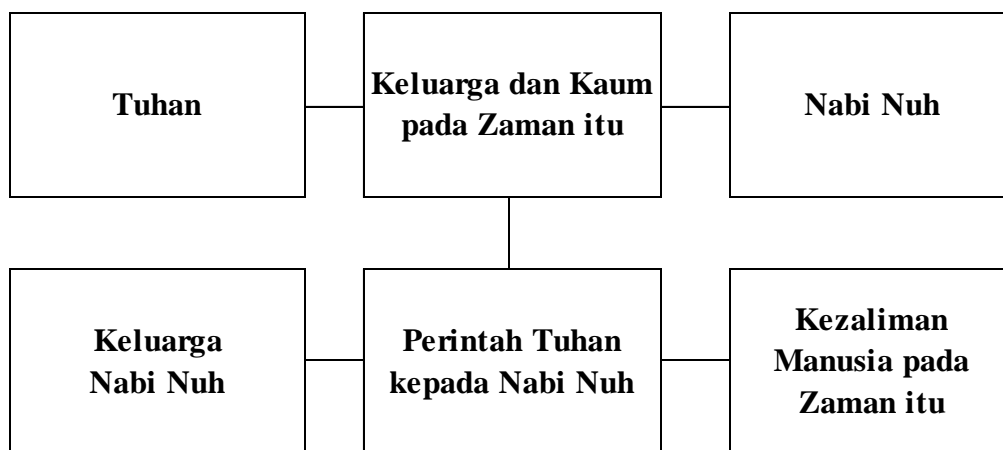 Tuhan
Keluarga dan Kaum
pada Zaman itu
Nabi Nuh
Keluarga
Nabi Nuh
Perintah Tuhan
kepada Nabi Nuh
Kezaliman
Manusia pada
Zaman itu